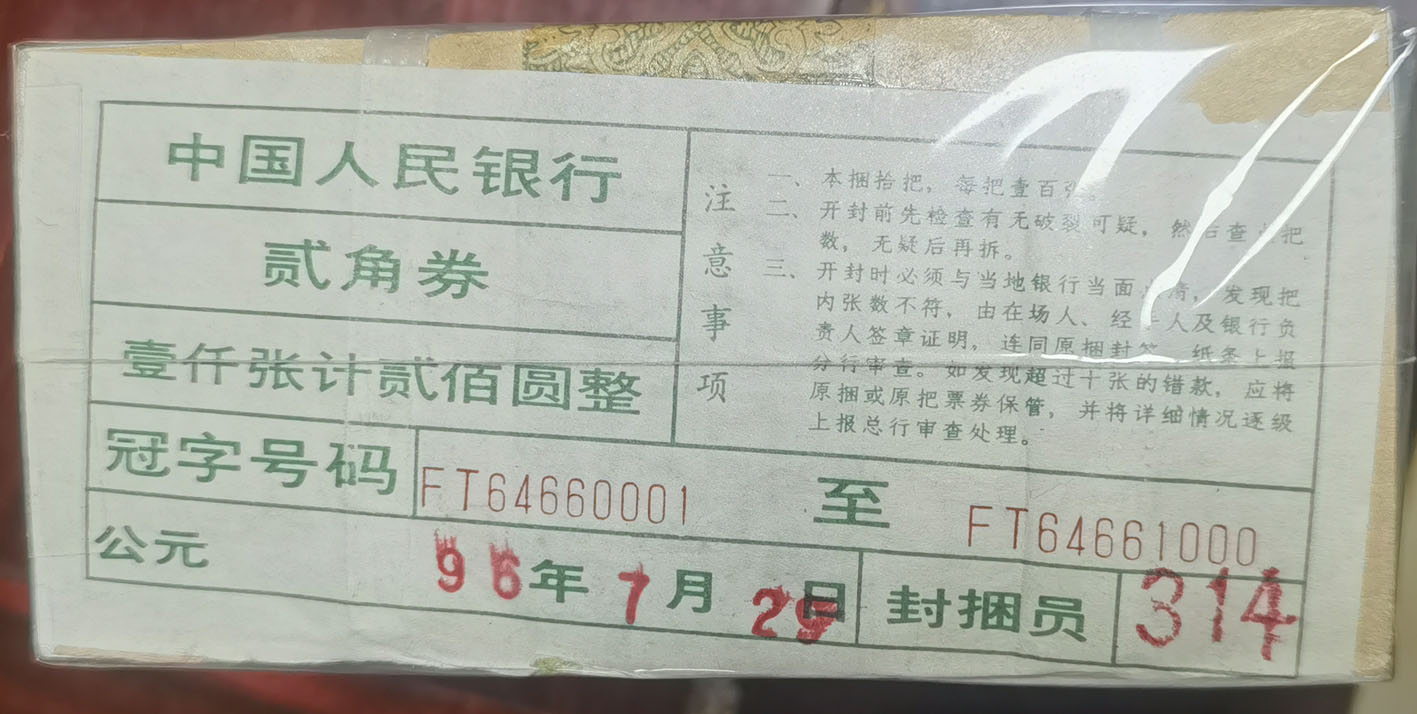 中国人民银行
贰角券
壹仟张计贰佰圆整
注意事项
一、本捆拾把，每把壹百张。
二、开封前先检查有无破裂可疑，然后查点把
数，无疑后再拆。
三、开封时必须与当地银行当面点清，发现把
内张数不符，由在场人、经手人及银行负
责人签章证明，连同原捆封签、纸条上报
分行审查。如发现超过十张的错款，应将
原捆或原把票券保管，并将详细情况逐级
上报总行审查处理。
冠字号码 FT64660001 至 FT64661000
公元 96年7月2日 封捆员 314